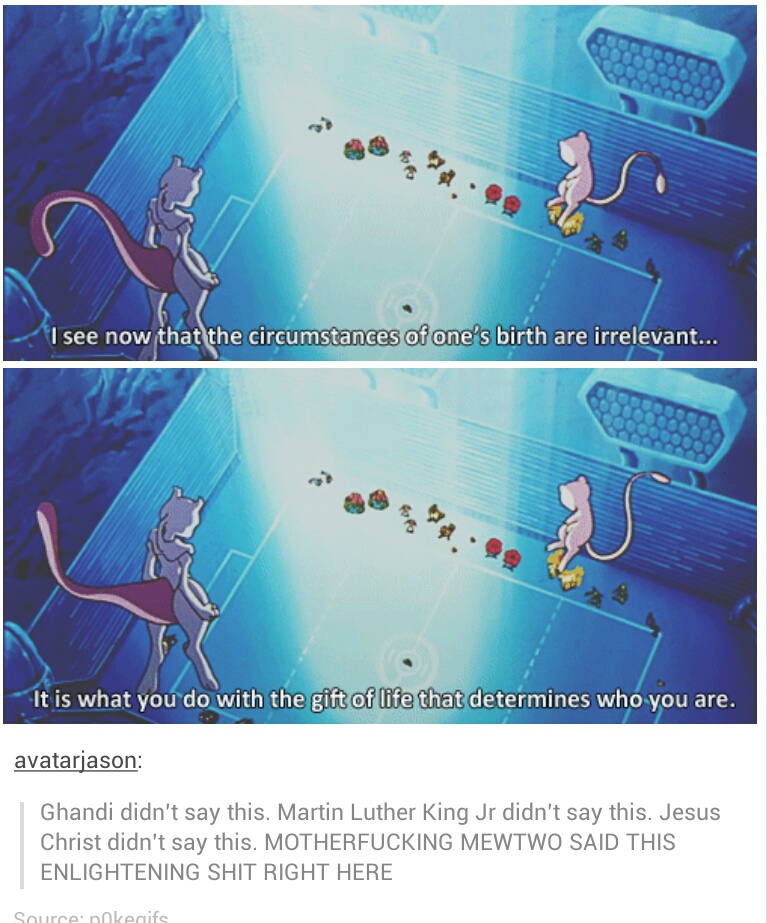 I see now that the circumstances of one's birth are irrelevant...
It is what you do with the gift of life that determines who you are.
avatarjason:
Ghandi didn't say this. Martin Luther King Jr didn't say this. Jesus
Christ didn't say this. MOTHERFUCKING MEWTWO SAID THIS
ENLIGHTENING SHIT RIGHT HERE
Source: p0kegifs